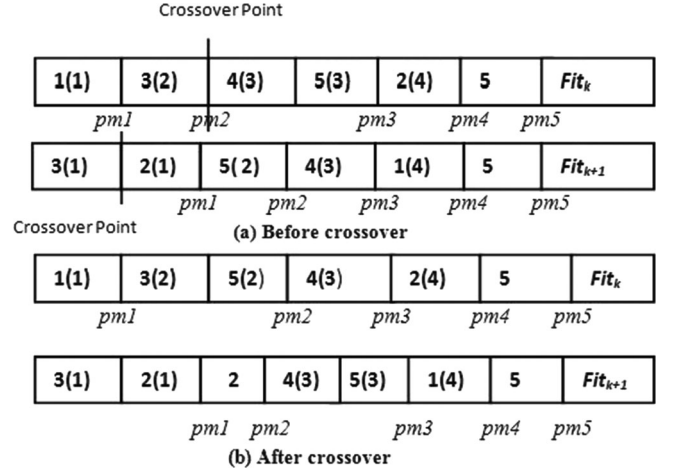 Crossover Point
1(1) 3(2) 4(3) 5(3) 2(4) 5 Fitk
pm1 pm2 pm3 pm4 pm5
3(1) 2(1) 5( 2) 4(3) 1(4) 5 Fitk+1
pm1 pm2 pm3 pm4 pm5
Crossover Point
(a) Before crossover
1(1) 3(2) 5(2) 4(3) 2(4) 5 Fitk
pm1 pm2 pm3 pm4 pm5
3(1) 2(1) 2 4(3) 5(3) 1(4) 5 Fitk+1
pm1 pm2 pm3 pm4 pm5
(b) After crossover